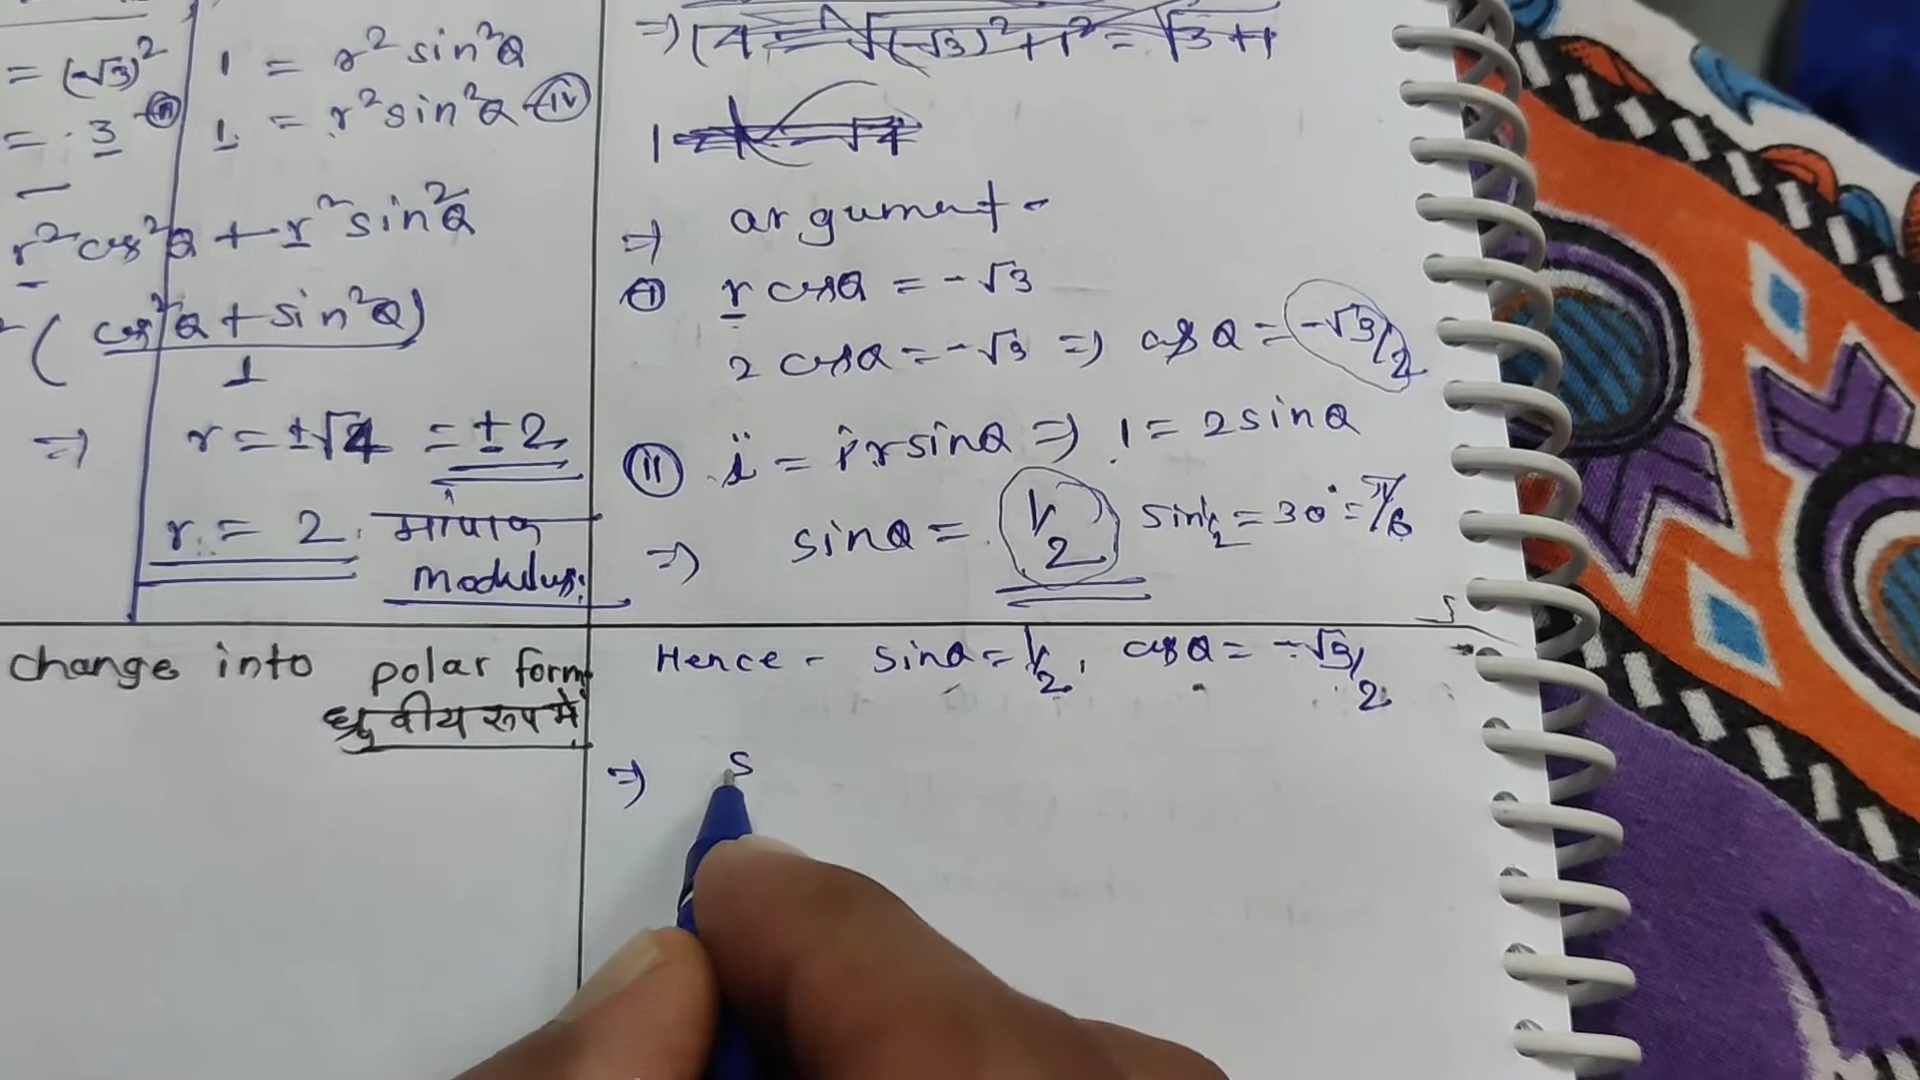 = (-√3)²
= 3 (iii)
1 = r² sin²θ
1 = r² sin²θ (iv)
r² cos²θ + r² sin²θ
(cos²θ + sin²θ)
1
⇒ r = ±√4 = ±2
r = 2. मापांक
modulus:
⇒ argument -
(i) r cosθ = -√3
2 cosθ = -√3 ⇒ cosθ = -√3/2
(ii) i = i r sinθ ⇒ 1 = 2 sinθ
⇒ sinθ = 1/2 sin 1/2 = 30° = π/6
change into polar form
ध्रुवीय रूप में
Hence - sinθ = 1/2, cosθ = -√3/2
⇒ s